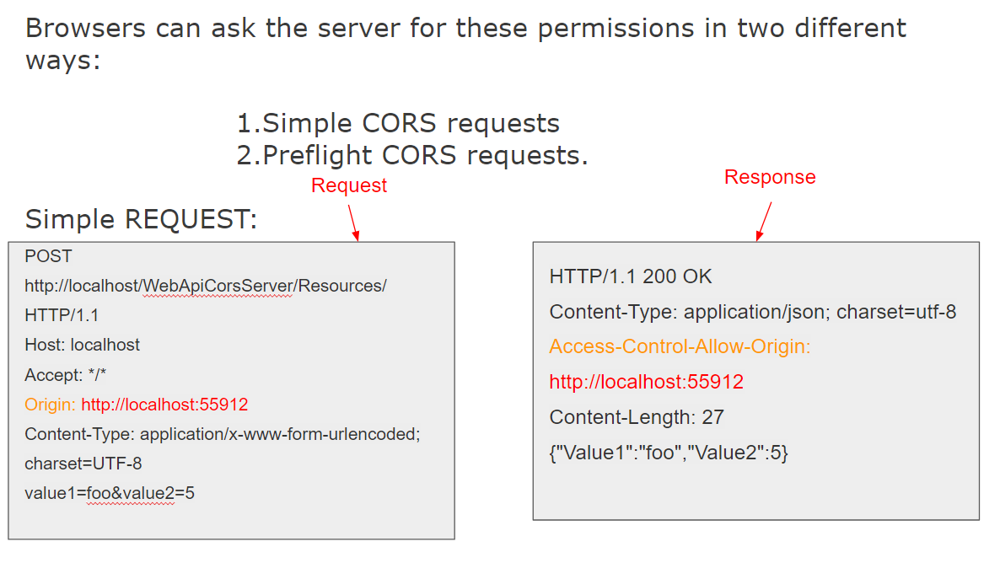 Browsers can ask the server for these permissions in two different
ways:
1.Simple CORS requests
2.Preflight CORS requests.
Request
Response
Simple REQUEST:
POST
http://localhost/WebApiCorsServer/Resources/
HTTP/1.1
Host: localhost
Accept: */*
Origin: http://localhost:55912
Content-Type: application/x-www-form-urlencoded;
charset=UTF-8
value1=foo&value2=5
HTTP/1.1 200 OK
Content-Type: application/json; charset=utf-8
Access-Control-Allow-Origin:
http://localhost:55912
Content-Length: 27
{"Value1":"foo","Value2":5}